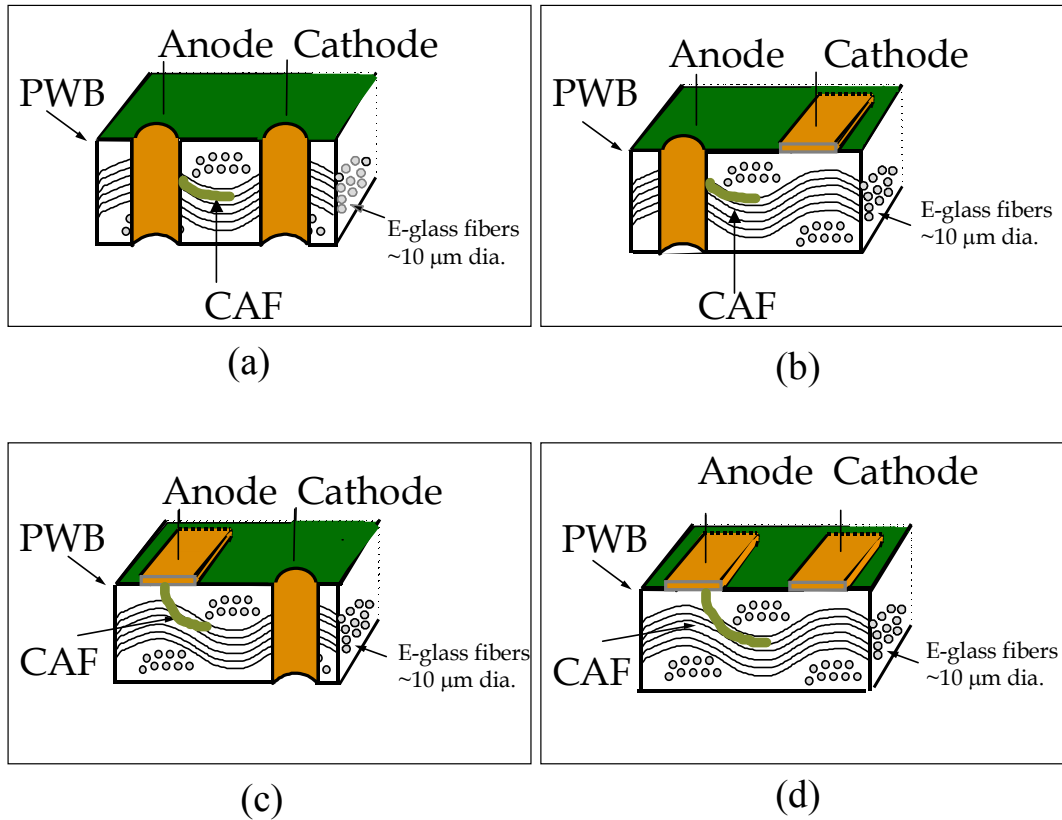 Anode Cathode
PWB
E-glass fibers
~10 µm dia.
CAF
(a)
Anode
Cathode
PWB
E-glass fibers
~10 µm dia.
CAF
(b)
Anode Cathode
PWB
CAF
E-glass fibers
~10 µm dia.
(c)
Anode Cathode
PWB
CAF
E-glass fibers
~10 µm dia.
(d)